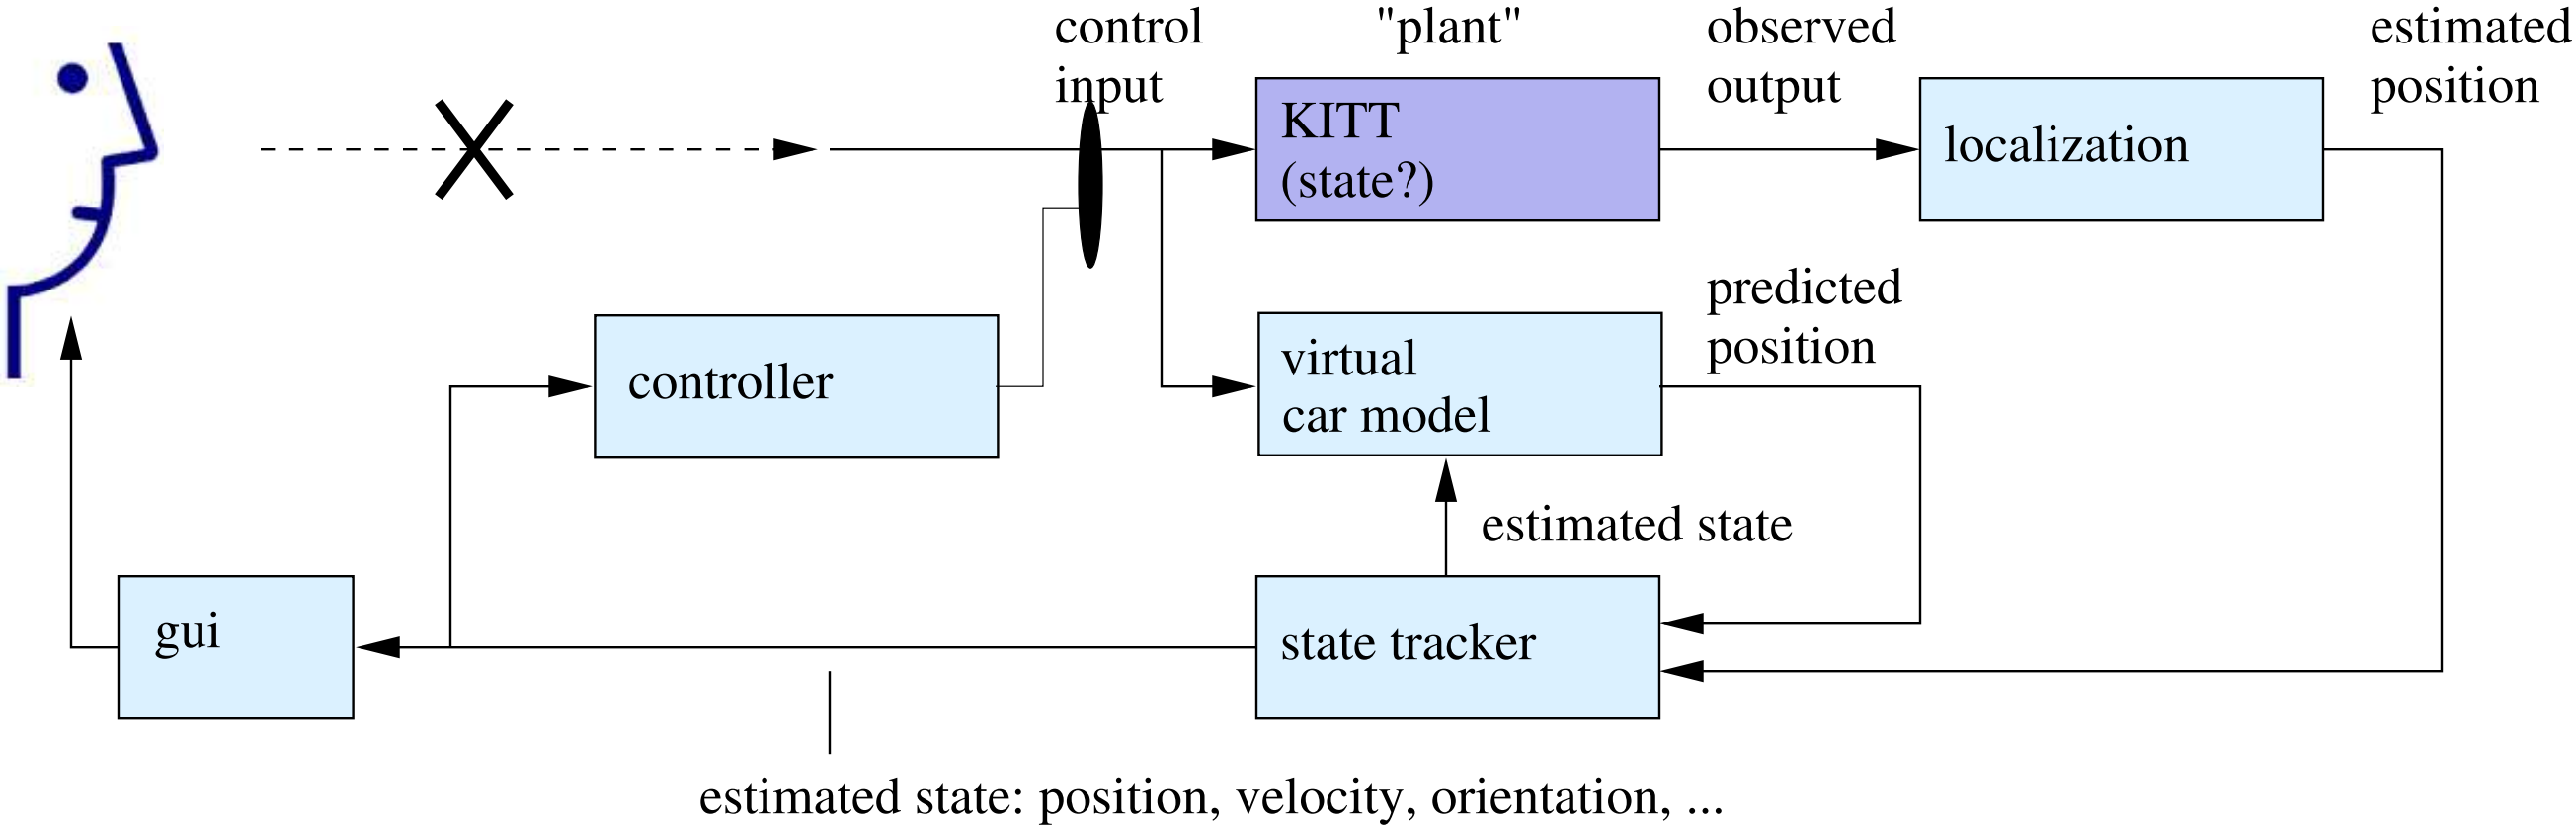 control
input
"plant"
observed
output
estimated
position
KITT
(state?)
localization
predicted
position
controller
virtual
car model
estimated state
gui
state tracker
estimated state: position, velocity, orientation, ...